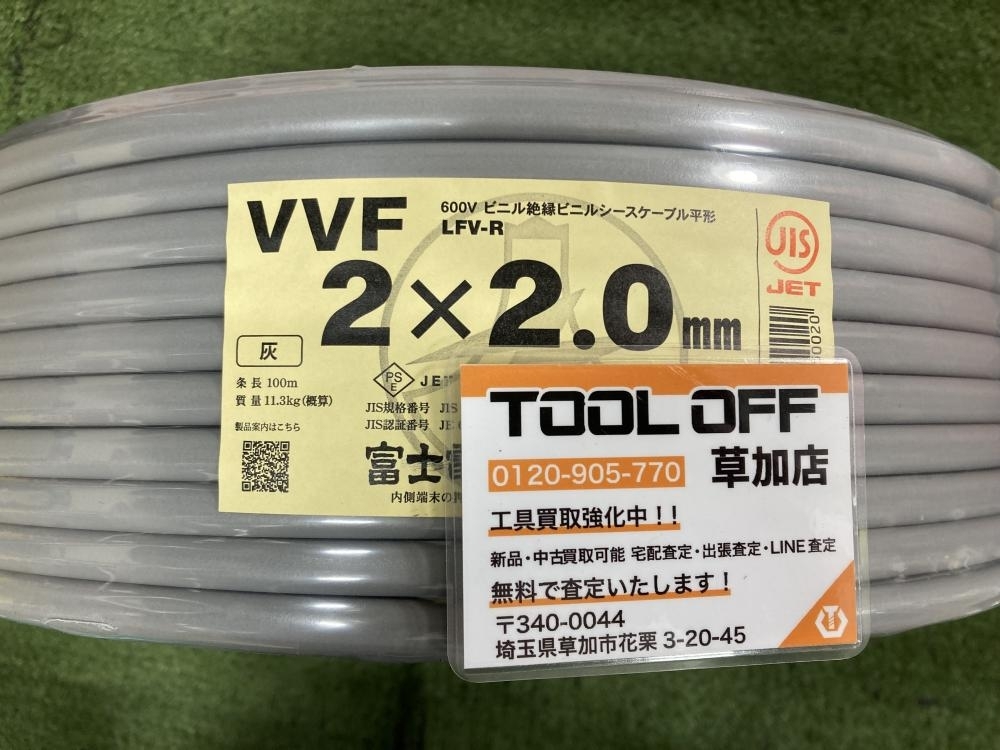 VVF
600V ビニル絶縁ビニルシースケーブル平形
LFV-R
2×2.0mm
JIS
JET
灰
条長 100m
質量 11.3kg(概算)
PS
E
JIS規格番号 JIS
JIS認証番号
製品案内はこちら
富士
内側端末の
0020
TOOL OFF
0120-905-770
草加店
工具買取強化中!!
新品・中古買取可能 宅配査定・出張査定・LINE査定
無料で査定いたします!
〒340-0044
埼玉県草加市花栗 3-20-45